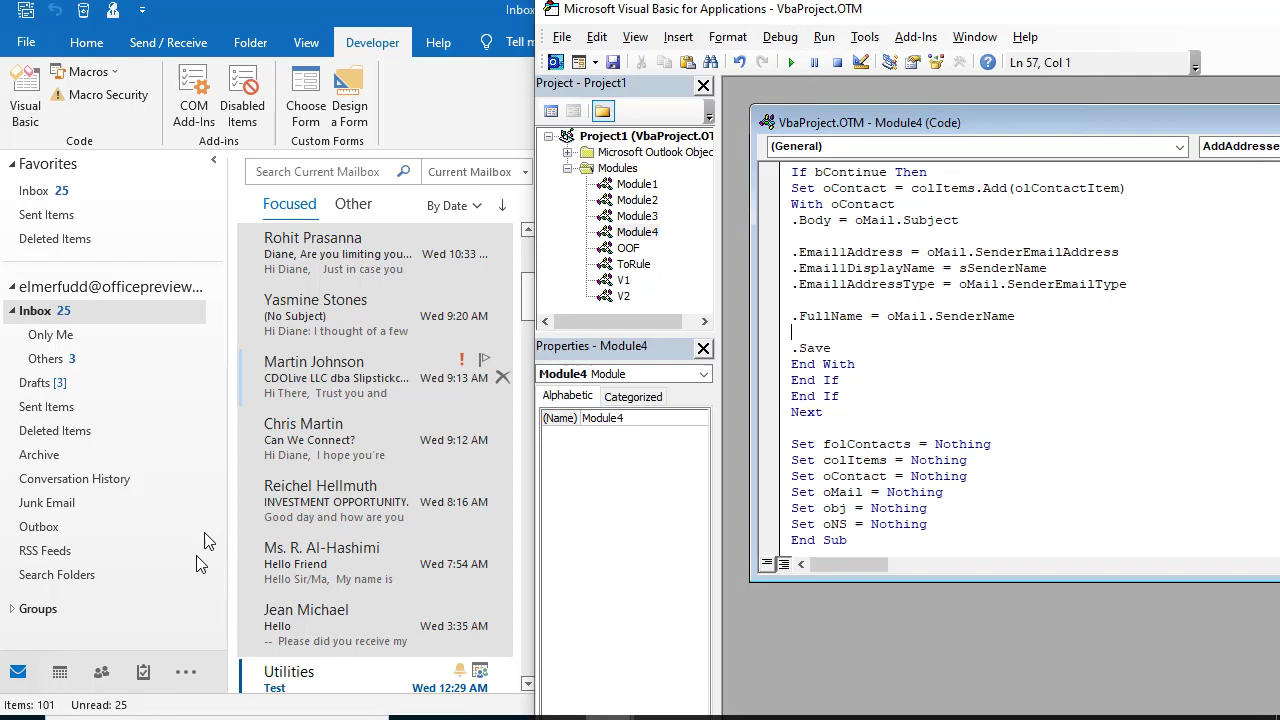 Inbox
File
Home
Send / Receive
Folder
View
Developer
Help
Tell m
Visual
Basic
Macros
Macro Security
Code
COM
Add-Ins
Disabled
Items
Add-ins
Choose
Form
Design
a Form
Custom Forms
Favorites
Inbox 25
Sent Items
Deleted Items
elmerfudd@officepreview...
Inbox 25
Only Me
Others 3
Drafts [3]
Sent Items
Deleted Items
Archive
Conversation History
Junk Email
Outbox
RSS Feeds
Search Folders
Groups
Items: 101 Unread: 25
Search Current Mailbox
Current Mailbox
Focused Other By Date
Rohit Prasanna
Diane, Are you limiting you... Wed 10:33 ...
Hi Diane, Just in case you
Yasmine Stones
(No Subject) Wed 9:20 AM
Hi Diane: I thought of a few
Martin Johnson !
CDOLive LLC dba Slipstickc... Wed 9:13 AM
Hi There, Trust you and
Chris Martin
Can We Connect? Wed 9:12 AM
Hi Diane, I hope you're
Reichel Hellmuth
INVESTMENT OPPORTUNITY. Wed 8:16 AM
Good day and how are you
Ms. R. Al-Hashimi
Hello Friend Wed 7:54 AM
Hello Sir/Ma, My name is
Jean Michael
Hello Wed 3:35 AM
-- Please did you receive my
Utilities
Test Wed 12:29 AM
Microsoft Visual Basic for Applications - VbaProject.OTM
File Edit View Insert Format Debug Run Tools Add-Ins Window Help
Ln 57, Col 1
Project - Project1
Project1 (VbaProject.OT
Microsoft Outlook Objec
Modules
Module1
Module2
Module3
Module4
OOF
ToRule
V1
V2
Properties - Module4
Module4 Module
Alphabetic Categorized
(Name) Module4
VbaProject.OTM - Module4 (Code)
(General)
AddAddresse
If bContinue Then
Set oContact = colItems.Add(olContactItem)
With oContact
.Body = oMail.Subject
.Email1Address = oMail.SenderEmailAddress
.Email1DisplayName = sSenderName
.Email1AddressType = oMail.SenderEmailType
.FullName = oMail.SenderName
.Save
End With
End If
End If
Next
Set folContacts = Nothing
Set colItems = Nothing
Set oContact = Nothing
Set oMail = Nothing
Set obj = Nothing
Set oNS = Nothing
End Sub